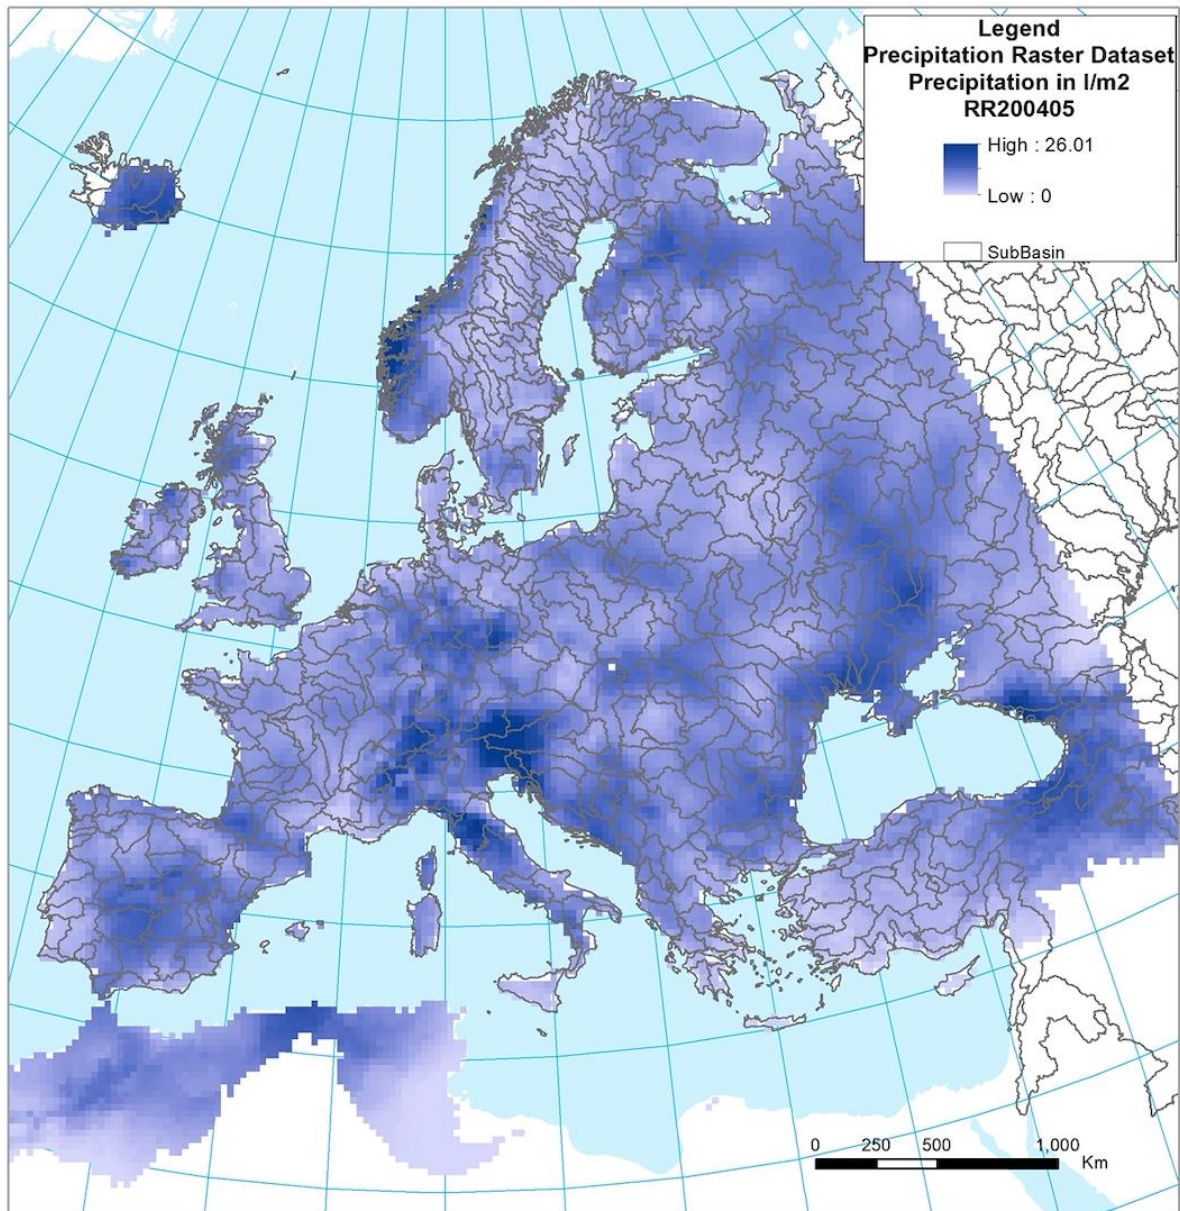 Legend
Precipitation Raster Dataset
Precipitation in l/m2
RR200405
High : 26.01
Low : 0
SubBasin
0 250 500 1,000
Km